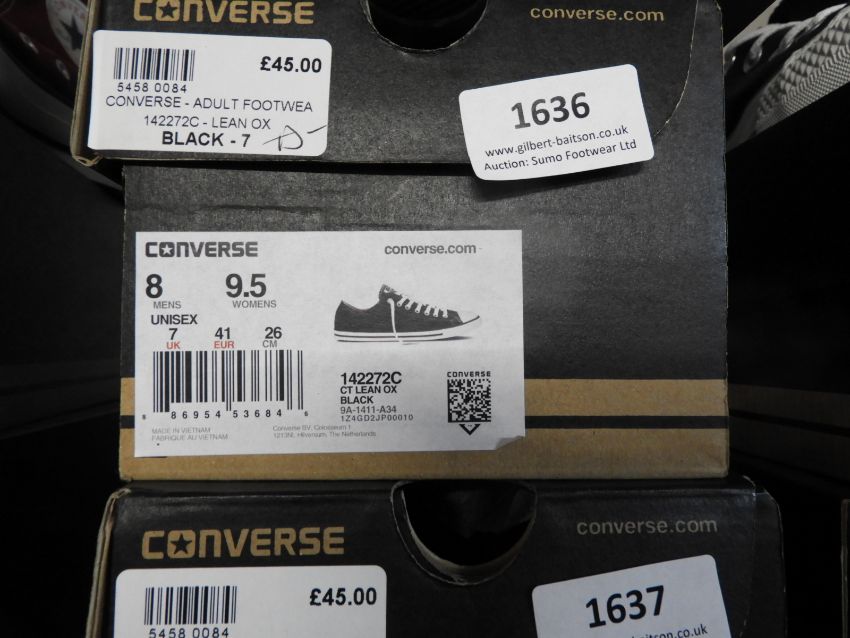 CONVERSE
converse.com
£45.00
5458 0084
CONVERSE - ADULT FOOTWEA
142272C - LEAN OX
BLACK - 7
1636
www.gilbert-baitson.co.uk
Auction: Sumo Footwear Ltd
CONVERSE
converse.com
8 9.5
MENS WOMENS
UNISEX
7 41 26
UK EUR CM
8 86954 53684 6
142272C
CT LEAN OX
BLACK
9A-1411-A34
1Z4GD2JP00010
CONVERSE
MADE IN VIETNAM
FABRIQUE AU VIETNAM
Converse BV, Colosseum 1
1213NL Hilversum, The Netherlands
CONVERSE
converse.com
£45.00
5458 0084
1637
n.co.uk